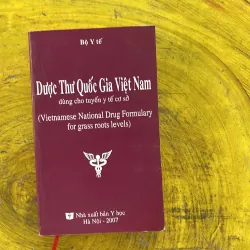 Bộ Y tế
Dược Thư Quốc Gia Việt Nam
dùng cho tuyến y tế cơ sở
(Vietnamese National Drug Formulary
for grass roots levels)
Nhà xuất bản Y học
Hà Nội - 2007